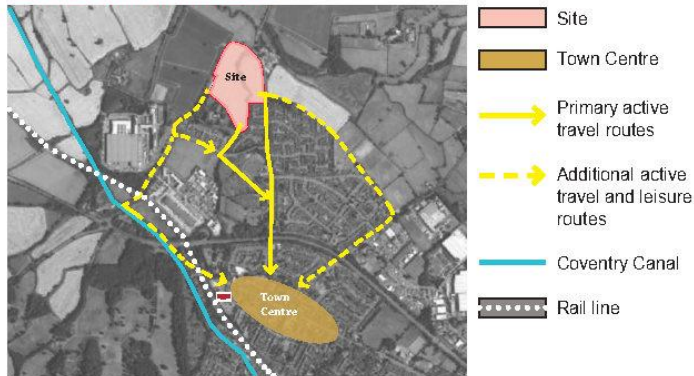 Site
Town
Centre
Site
Town Centre
Primary active
travel routes
Additional active
travel and leisure
routes
Coventry Canal
Rail line